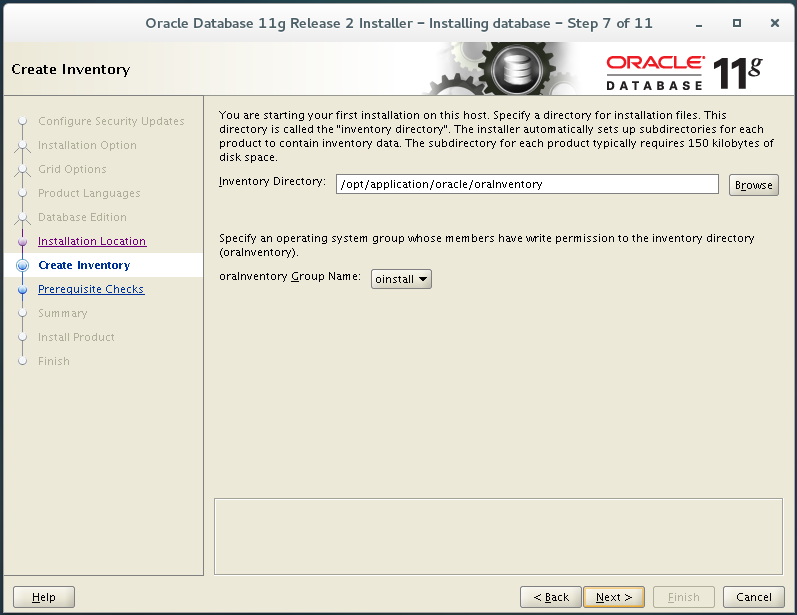 Oracle Database 11g Release 2 Installer – Installing database – Step 7 of 11
Create Inventory
ORACLE
DATABASE
11g
Configure Security Updates
Installation Option
Grid Options
Product Languages
Database Edition
Installation Location
Create Inventory
Prerequisite Checks
Summary
Install Product
Finish
You are starting your first installation on this host. Specify a directory for installation files. This
directory is called the "inventory directory". The installer automatically sets up subdirectories for each
product to contain inventory data. The subdirectory for each product typically requires 150 kilobytes of
disk space.
Inventory Directory: /opt/application/oracle/oraInventory Browse
Specify an operating system group whose members have write permission to the inventory directory
(oraInventory).
oraInventory Group Name: oinstall
Help < Back Next > Finish Cancel